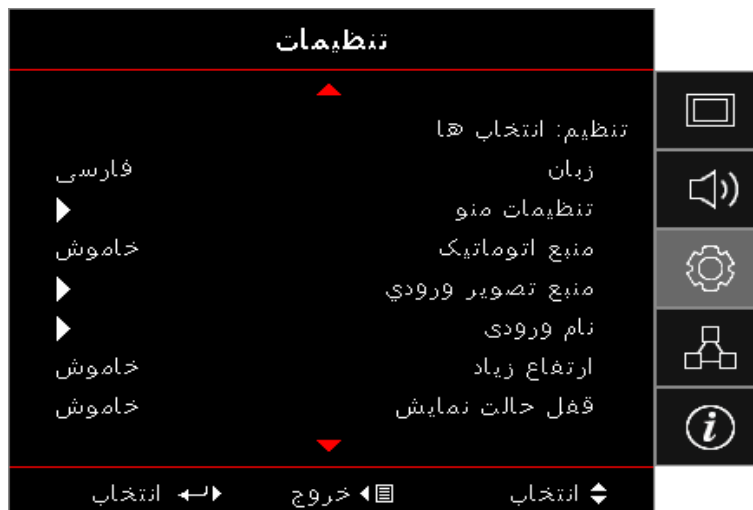 تنظیمات
تنظیم: انتخاب ها
زبان فارسی
تنظیمات منو
منبع اتوماتیک خاموش
منبع تصویر ورودي
نام ورودی
ارتفاع زیاد خاموش
قفل حالت نمایش خاموش
انتخاب خروج انتخاب